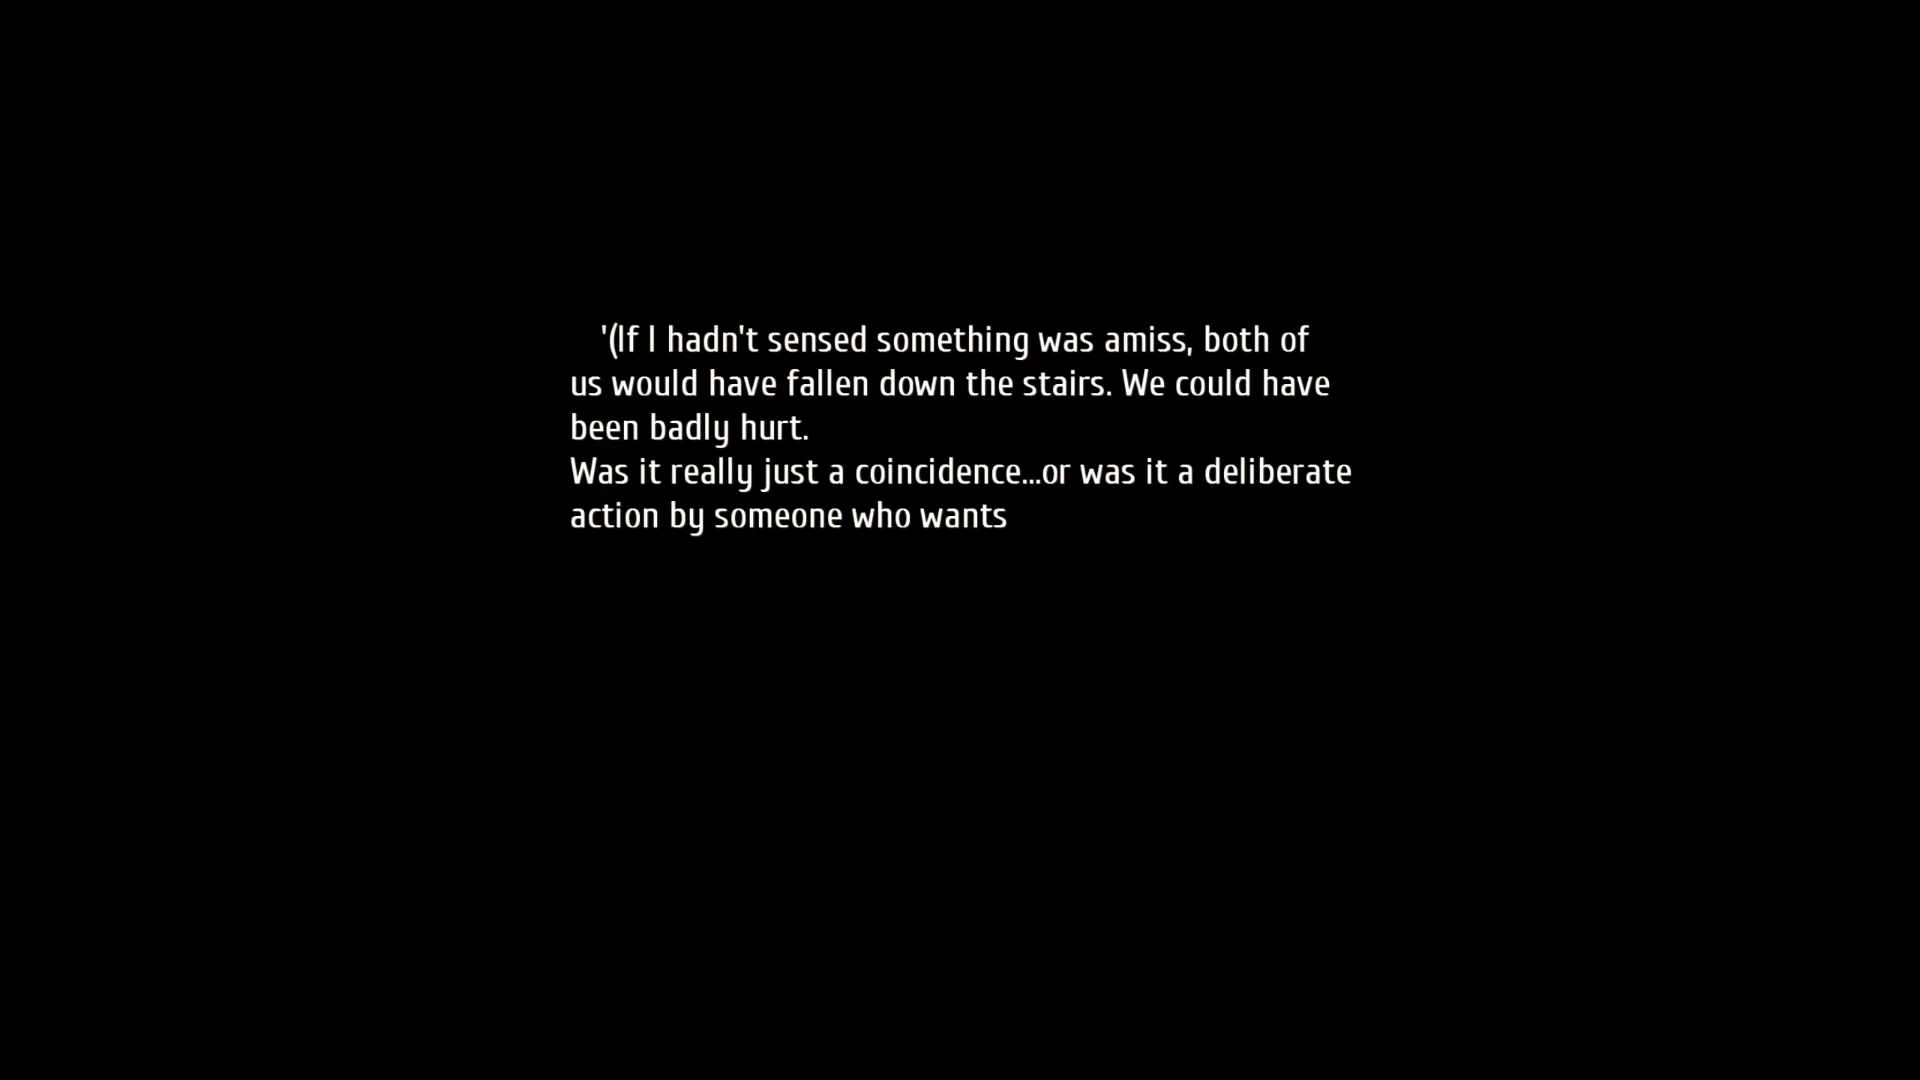 '(If I hadn't sensed something was amiss, both of
us would have fallen down the stairs. We could have
been badly hurt.
Was it really just a coincidence...or was it a deliberate
action by someone who wants